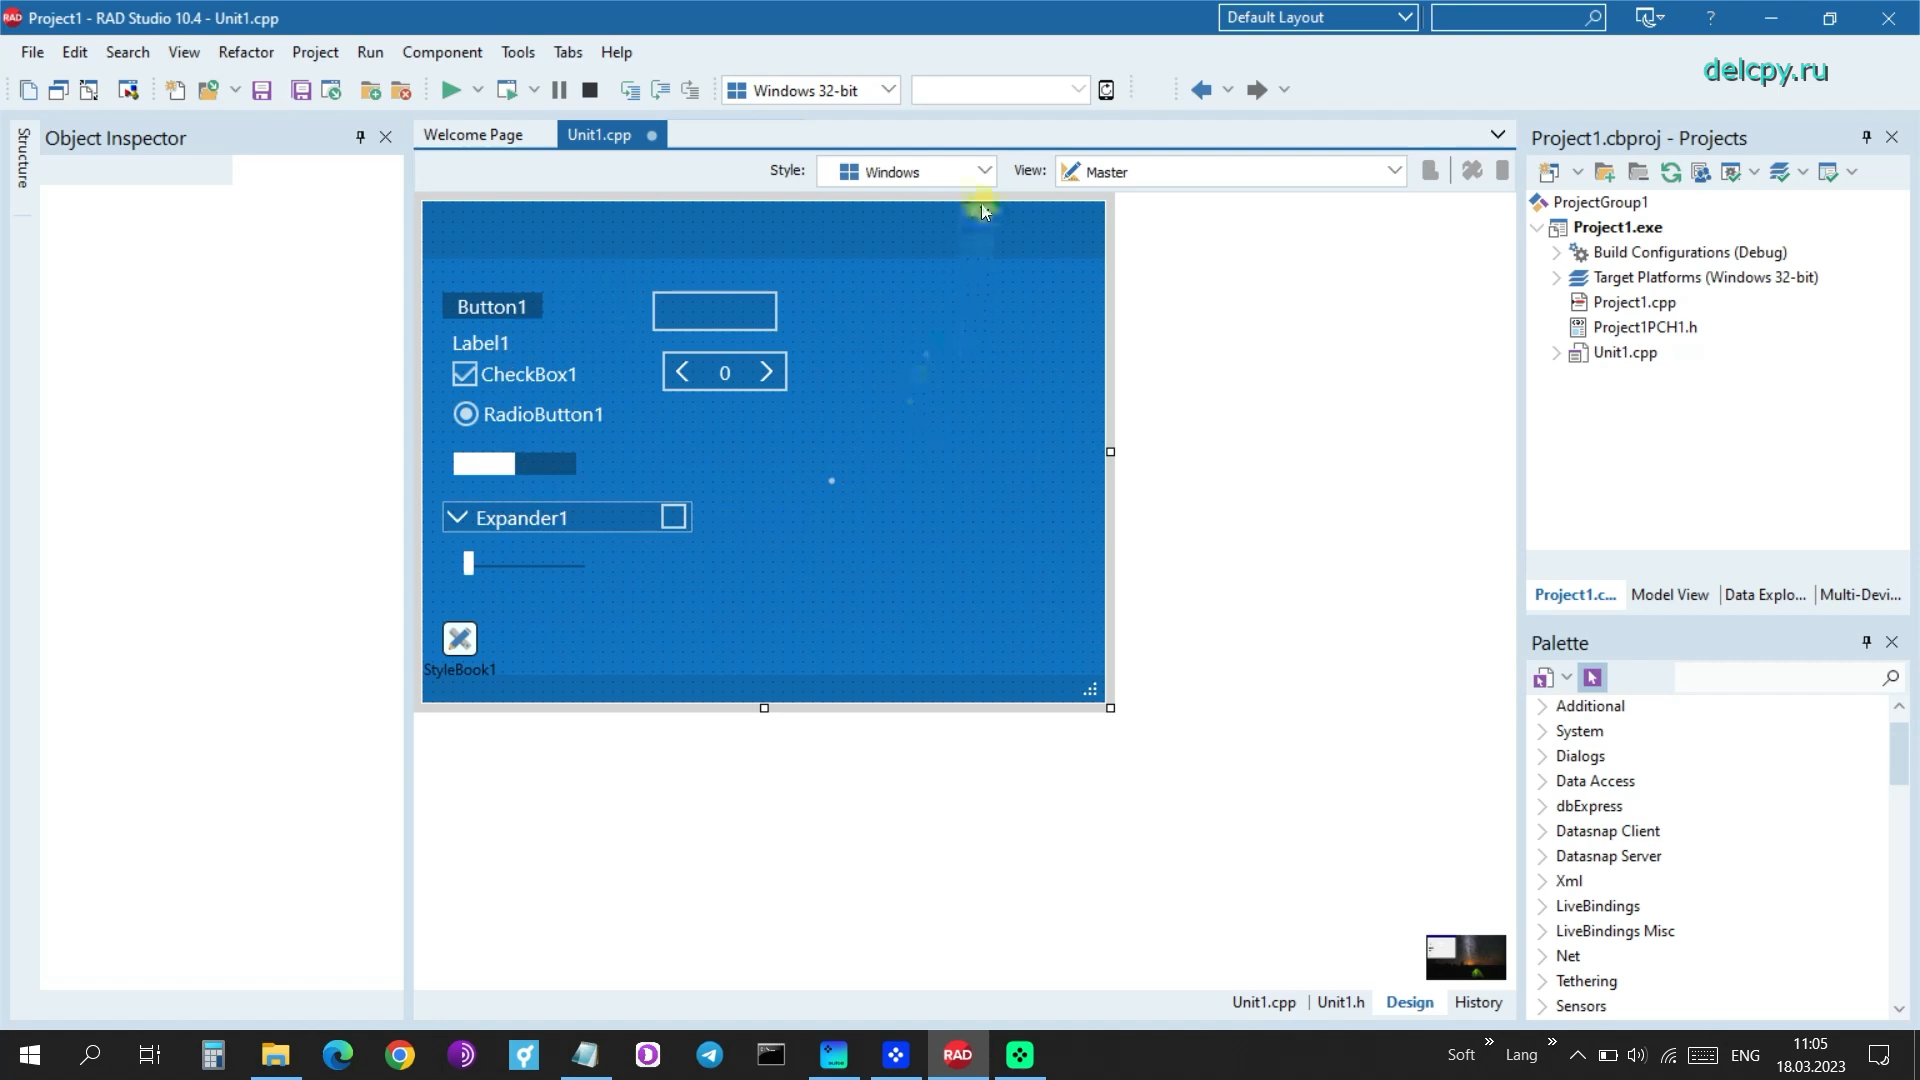 RAD Project1 - RAD Studio 10.4 - Unit1.cpp
Default Layout
?
File Edit Search View Refactor Project Run Component Tools Tabs Help
delcpy.ru
Windows 32-bit
Structure
Object Inspector
Welcome Page
Unit1.cpp
Style:
Windows
View:
Master
Button1
Label1
CheckBox1
0
RadioButton1
Expander1
StyleBook1
Unit1.cpp
Unit1.h
Design
History
Project1.cbproj - Projects
ProjectGroup1
Project1.exe
Build Configurations (Debug)
Target Platforms (Windows 32-bit)
Project1.cpp
Project1PCH1.h
Unit1.cpp
Project1.c...
Model View
Data Explo...
Multi-Devi...
Palette
Additional
System
Dialogs
Data Access
dbExpress
Datasnap Client
Datasnap Server
Xml
LiveBindings
LiveBindings Misc
Net
Tethering
Sensors
RAD
Soft
Lang
ENG
11:05
18.03.2023